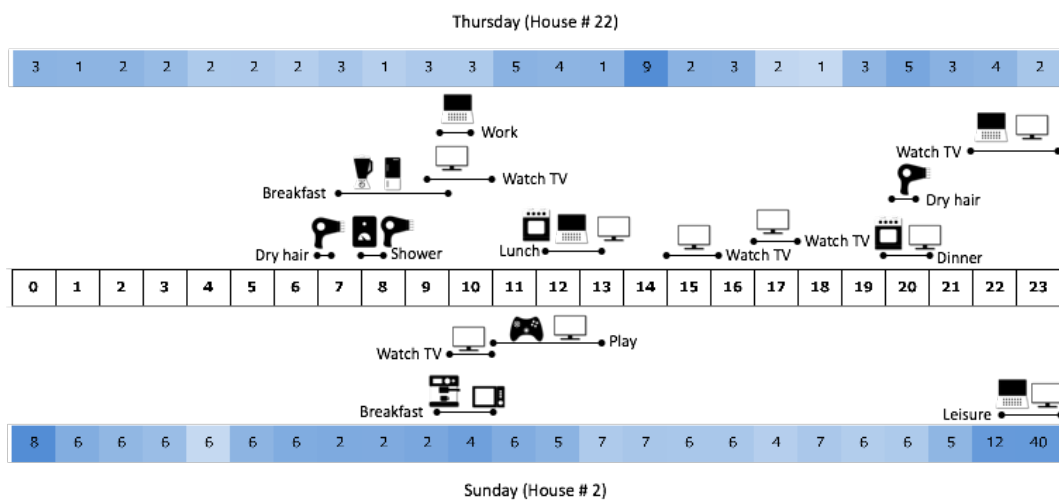 Thursday (House # 22)
3 1 2 2 2 2 2 3 1 3 3 5 4 1 9 2 3 2 1 3 5 3 4 2
Work
Watch TV
Watch TV
Breakfast
Dry hair
Dry hair
Shower
Lunch
Watch TV
Watch TV
Dinner
0 1 2 3 4 5 6 7 8 9 10 11 12 13 14 15 16 17 18 19 20 21 22 23
Watch TV
Play
Breakfast
Leisure
8 6 6 6 6 6 6 2 2 2 4 6 5 7 7 6 6 4 7 6 6 5 12 40
Sunday (House # 2)